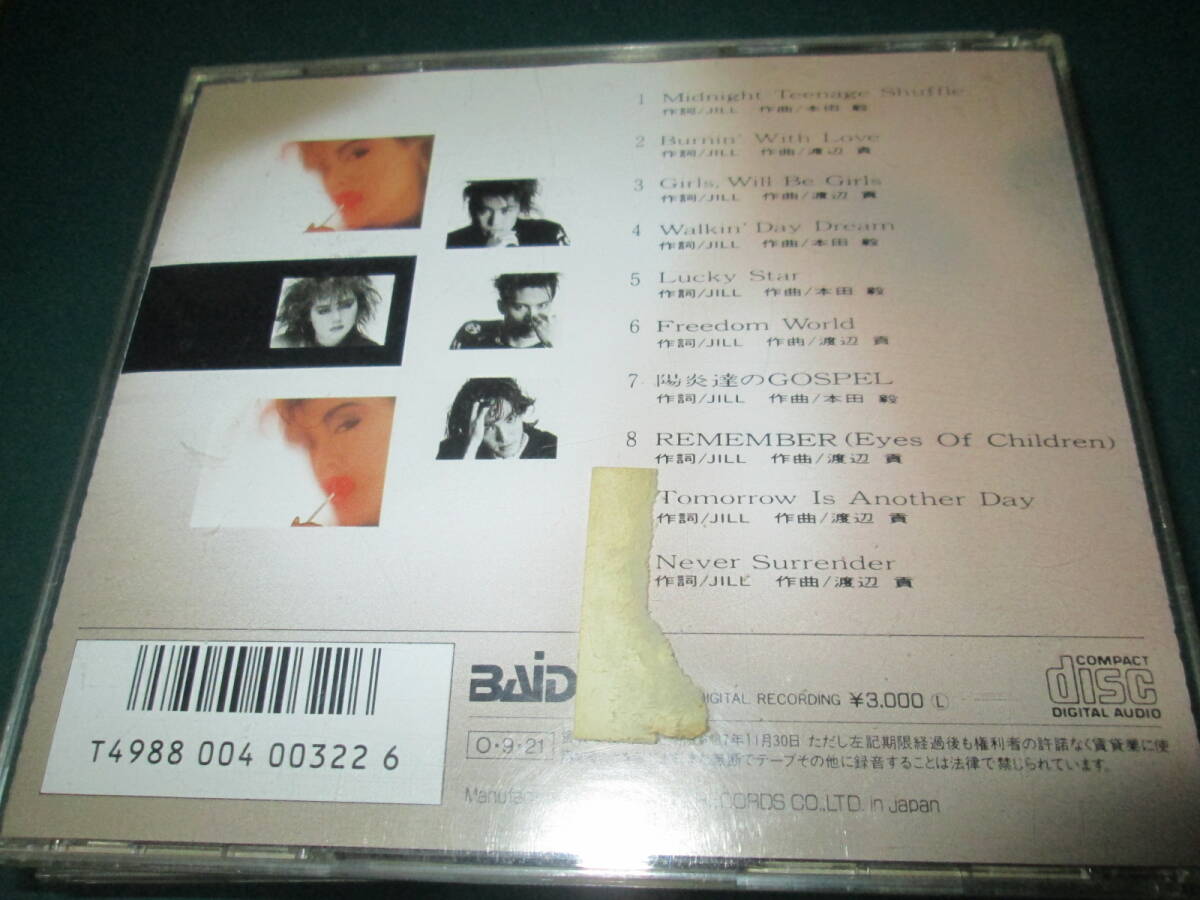 1 Midnight Teenage Shuffle
作詞/JILL 作曲/本田 毅
2 Burnin' With Love
作詞/JILL 作曲/渡辺 貢
3 Girls, Will Be Girls
作詞/JILL 作曲/渡辺 貢
4 Walkin' Day Dream
作詞/JILL 作曲/本田 毅
5 Lucky Star
作詞/JILL 作曲/本田 毅
6 Freedom World
作詞/JILL 作曲/渡辺 貢
7 陽炎達のGOSPEL
作詞/JILL 作曲/本田 毅
8 REMEMBER (Eyes Of Children)
作詞/JILL 作曲/渡辺 貢
Tomorrow Is Another Day
作詞/JILL 作曲/渡辺 貢
Never Surrender
作詞/JILL 作曲/渡辺 貢
T4988 004 00322 6
BAID
DIGITAL RECORDING ¥3,000 Ⓛ
COMPACT
disc
DIGITAL AUDIO
O・9・21
7年11月30日 ただし左記期限経過後も権利者の許諾なく賃貸業に使
断でテープその他に録音することは法律で禁じられています。
CO.,LTD. in Japan